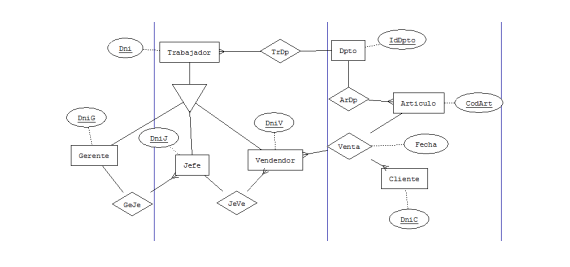 IdDpto
Dni
Trabajador
TrDp
Dpto
ArDp
Articulo
CodArt
DniG
DniJ
DniV
Gerente
Jefe
Vendendor
Venta
Fecha
Cliente
GeJe
JeVe
DniC